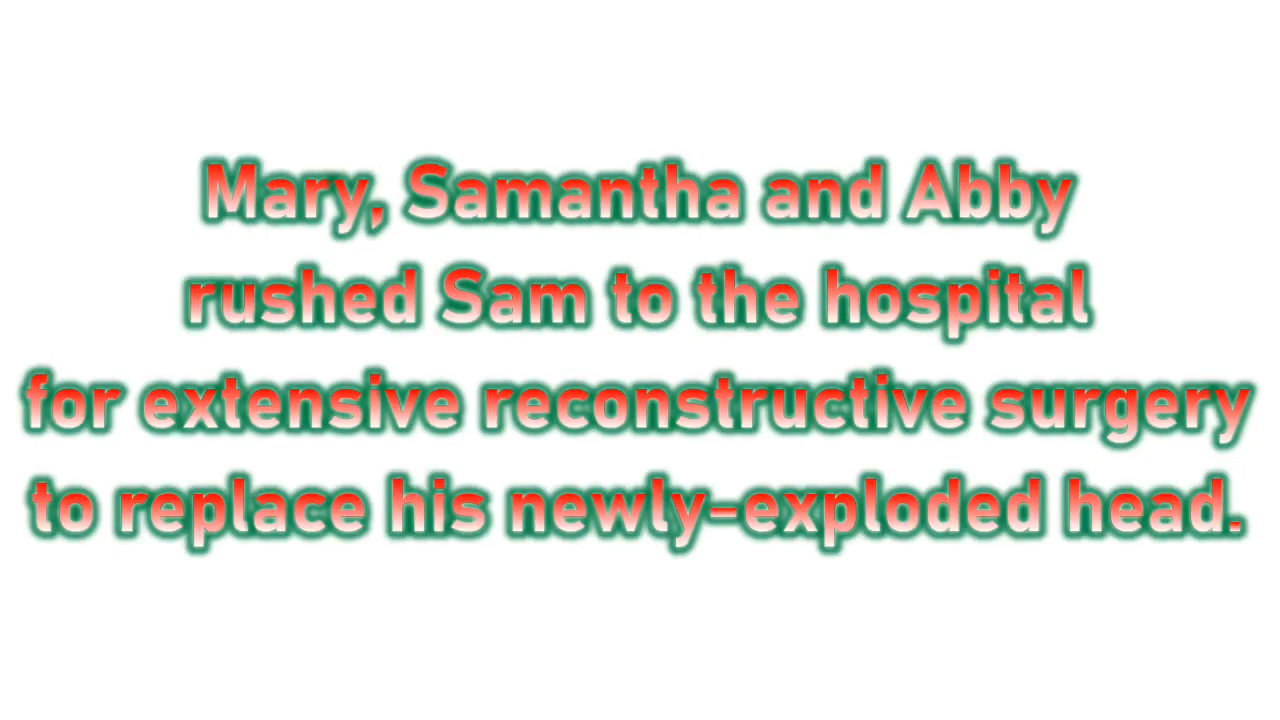 Mary, Samantha and Abby
rushed Sam to the hospital
for extensive reconstructive surgery
to replace his newly-exploded head.